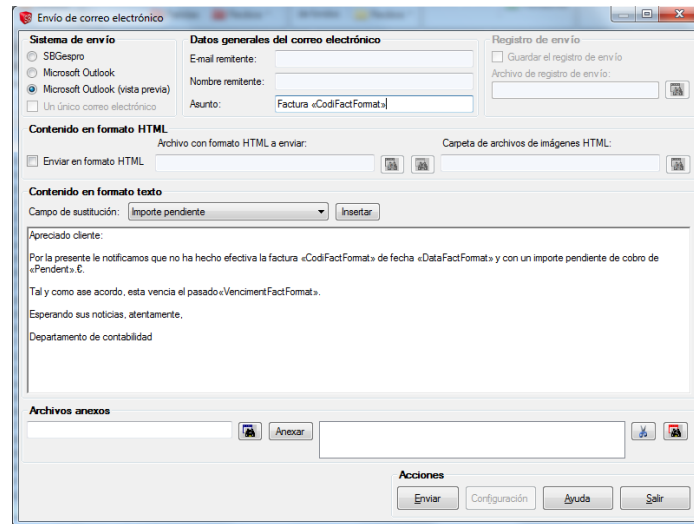 Envío de correo electrónico
Sistema de envío
SBGespro
Microsoft Outlook
Microsoft Outlook (vista previa)
Un único correo electrónico
Datos generales del correo electrónico
E-mail remitente:
Nombre remitente:
Asunto: Factura «CodiFactFormat»
Registro de envío
Guardar el registro de envío
Archivo de registro de envío:
Contenido en formato HTML
Archivo con formato HTML a enviar: Carpeta de archivos de imágenes HTML:
Enviar en formato HTML
Contenido en formato texto
Campo de sustitución: Importe pendiente Insertar
Apreciado cliente:
Por la presente le notificamos que no ha hecho efectiva la factura «CodiFactFormat» de fecha «DataFactFormat» y con un importe pendiente de cobro de
«Pendent».€.
Tal y como ase acordo, esta vencia el pasado«VencimentFactFormat».
Esperando sus noticias, atentamente,
Departamento de contabilidad
Archivos anexos
Anexar
Acciones
Enviar Configuración Ayuda Salir